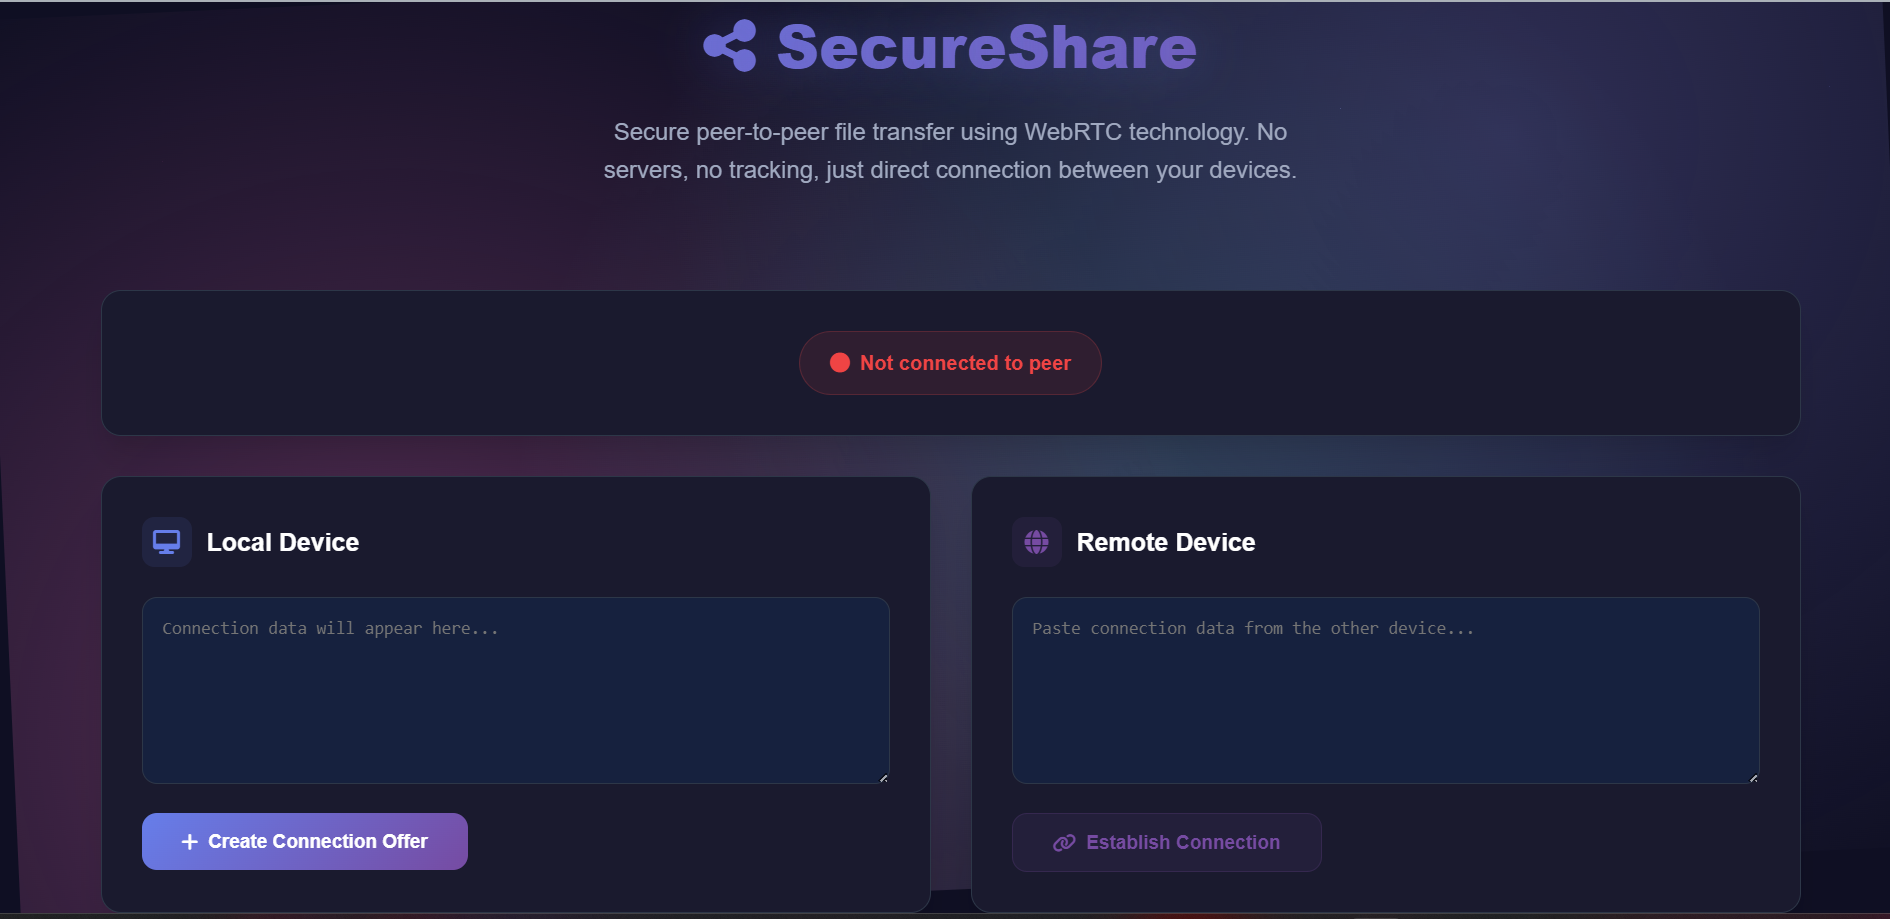 SecureShare
Secure peer-to-peer file transfer using WebRTC technology. No
servers, no tracking, just direct connection between your devices.
Not connected to peer
Local Device
Connection data will appear here...
Create Connection Offer
Remote Device
Paste connection data from the other device...
Establish Connection